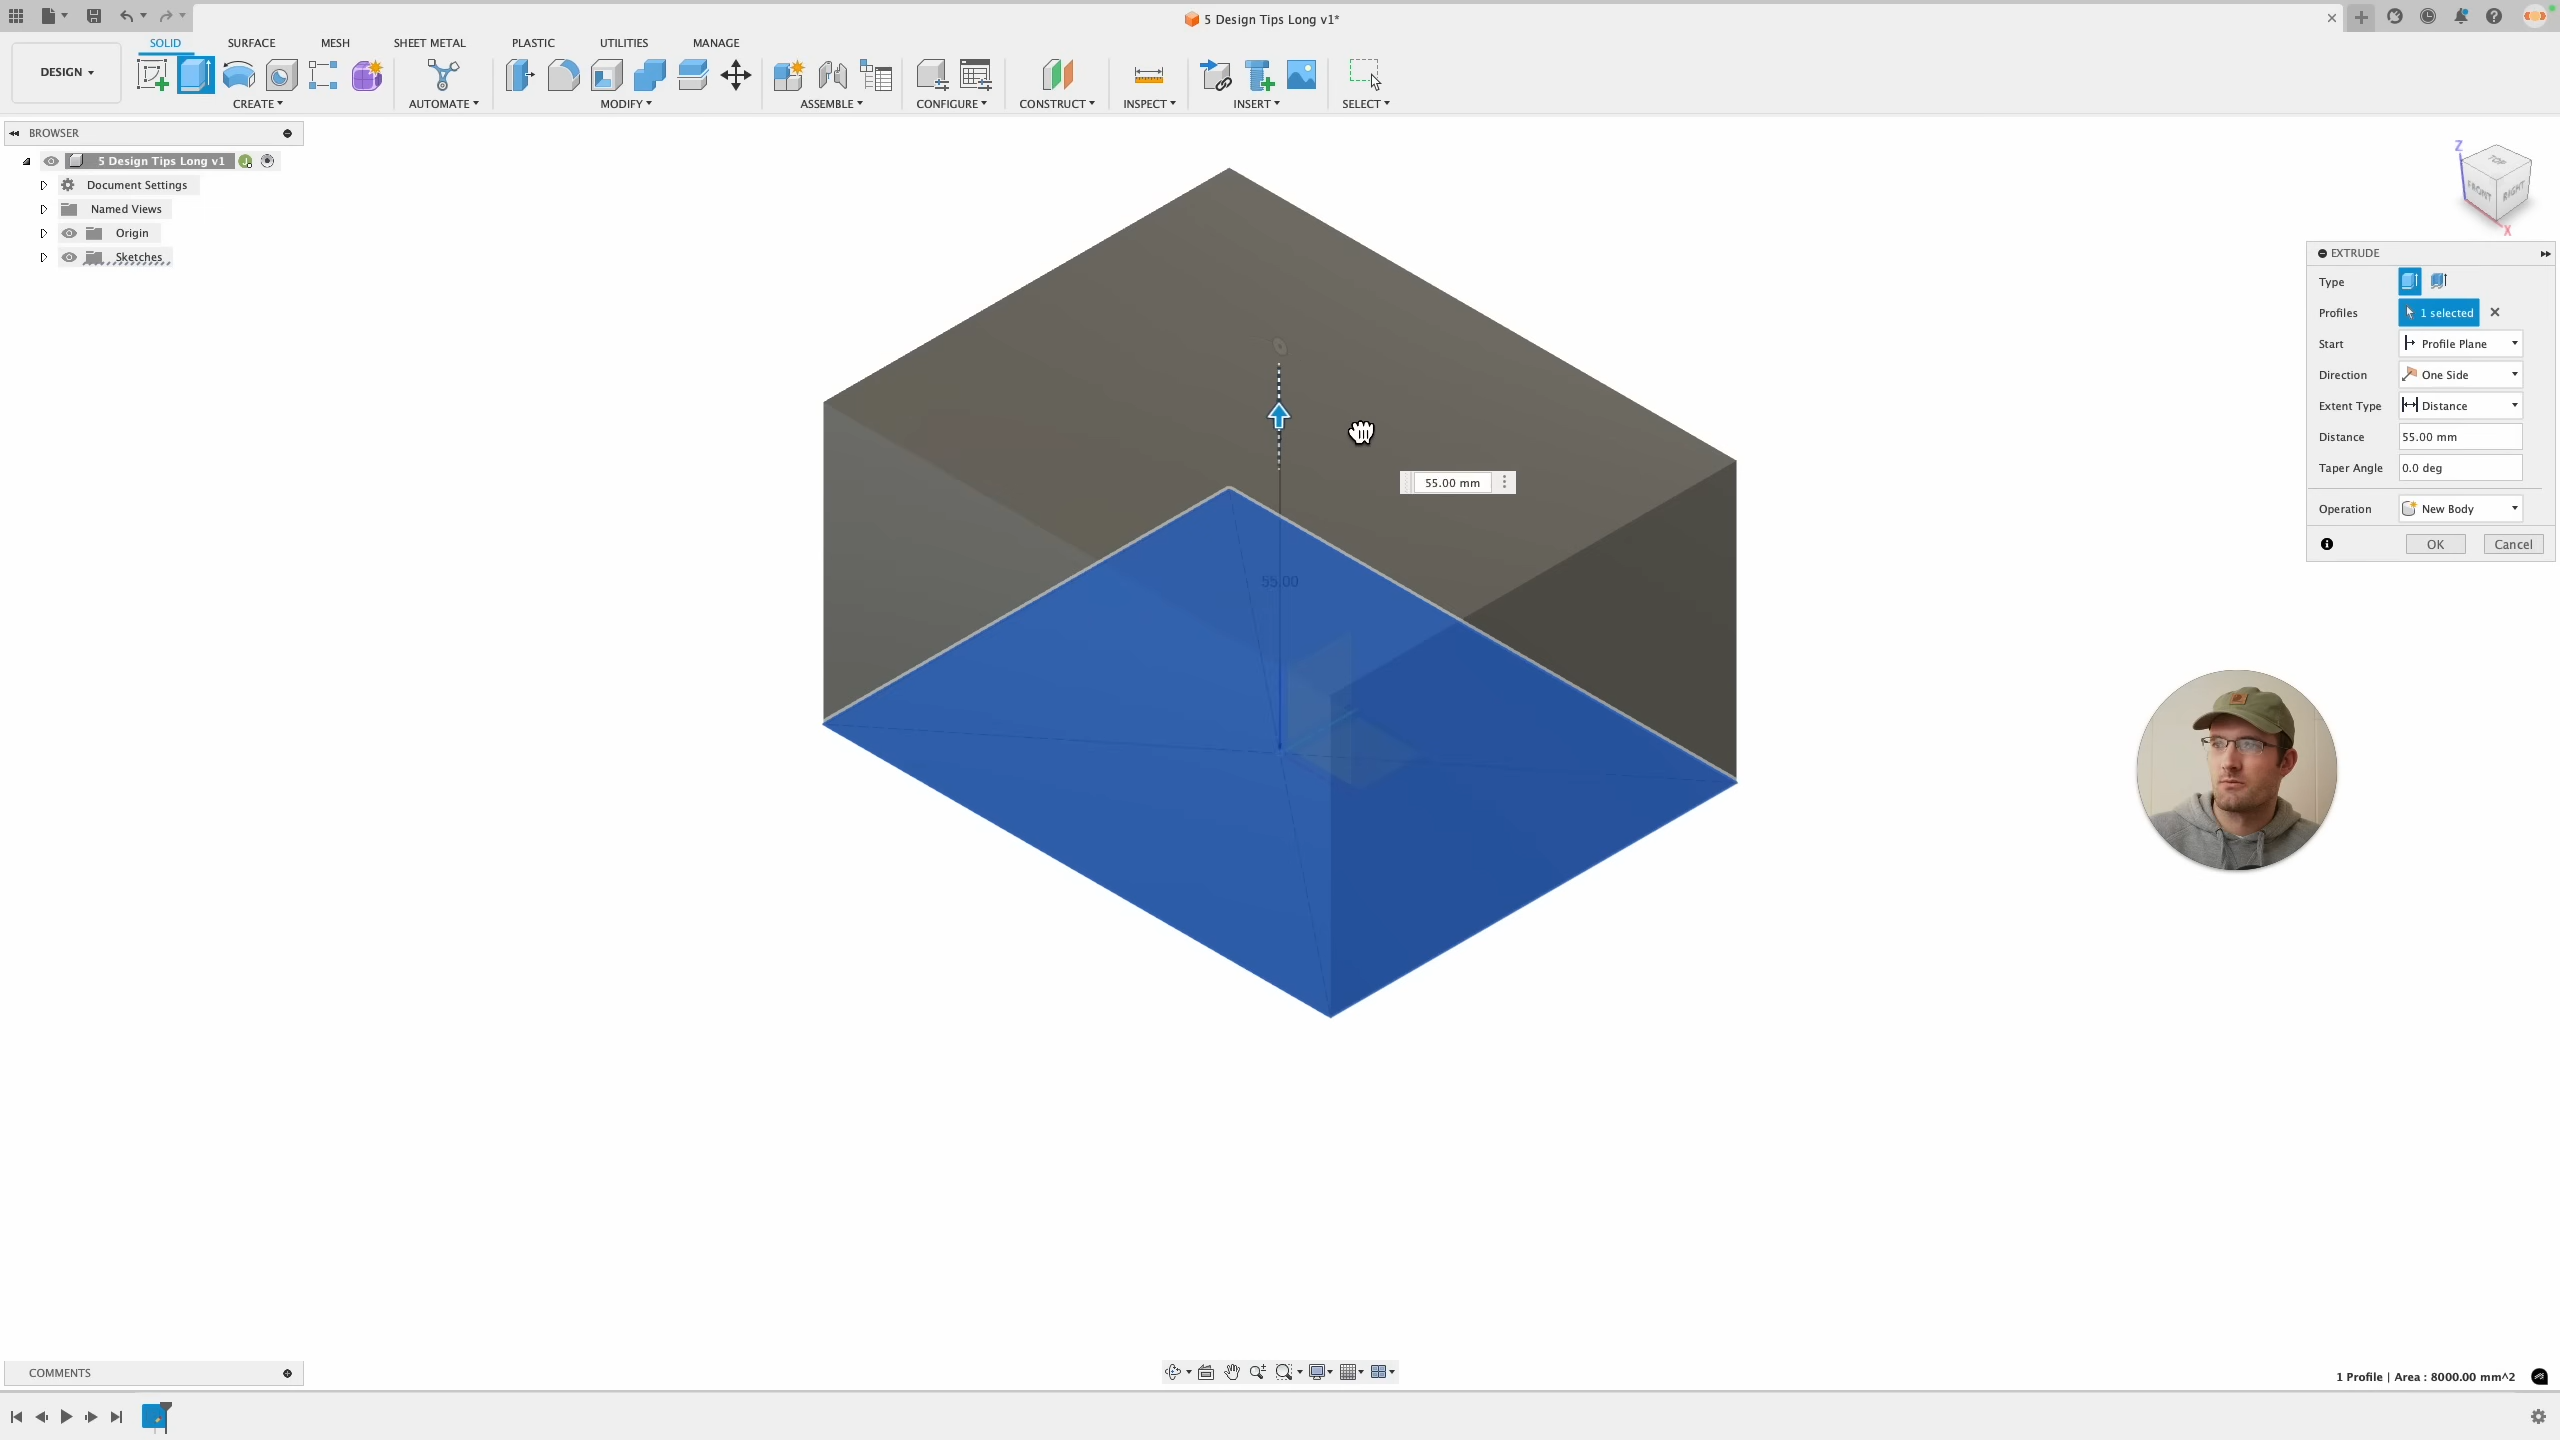 5 Design Tips Long v1*
SOLID SURFACE MESH SHEET METAL PLASTIC UTILITIES MANAGE
DESIGN
CREATE AUTOMATE MODIFY ASSEMBLE CONFIGURE CONSTRUCT INSPECT INSERT SELECT
BROWSER
5 Design Tips Long v1
Document Settings
Named Views
Origin
Sketches
Z
TOP
FRONT
RIGHT
X
EXTRUDE
Type
Profiles 1 selected
Start Profile Plane
Direction One Side
Extent Type Distance
Distance 55.00 mm
Taper Angle 0.0 deg
Operation New Body
OK Cancel
55.00 mm
55.00
COMMENTS
1 Profile | Area : 8000.00 mm^2